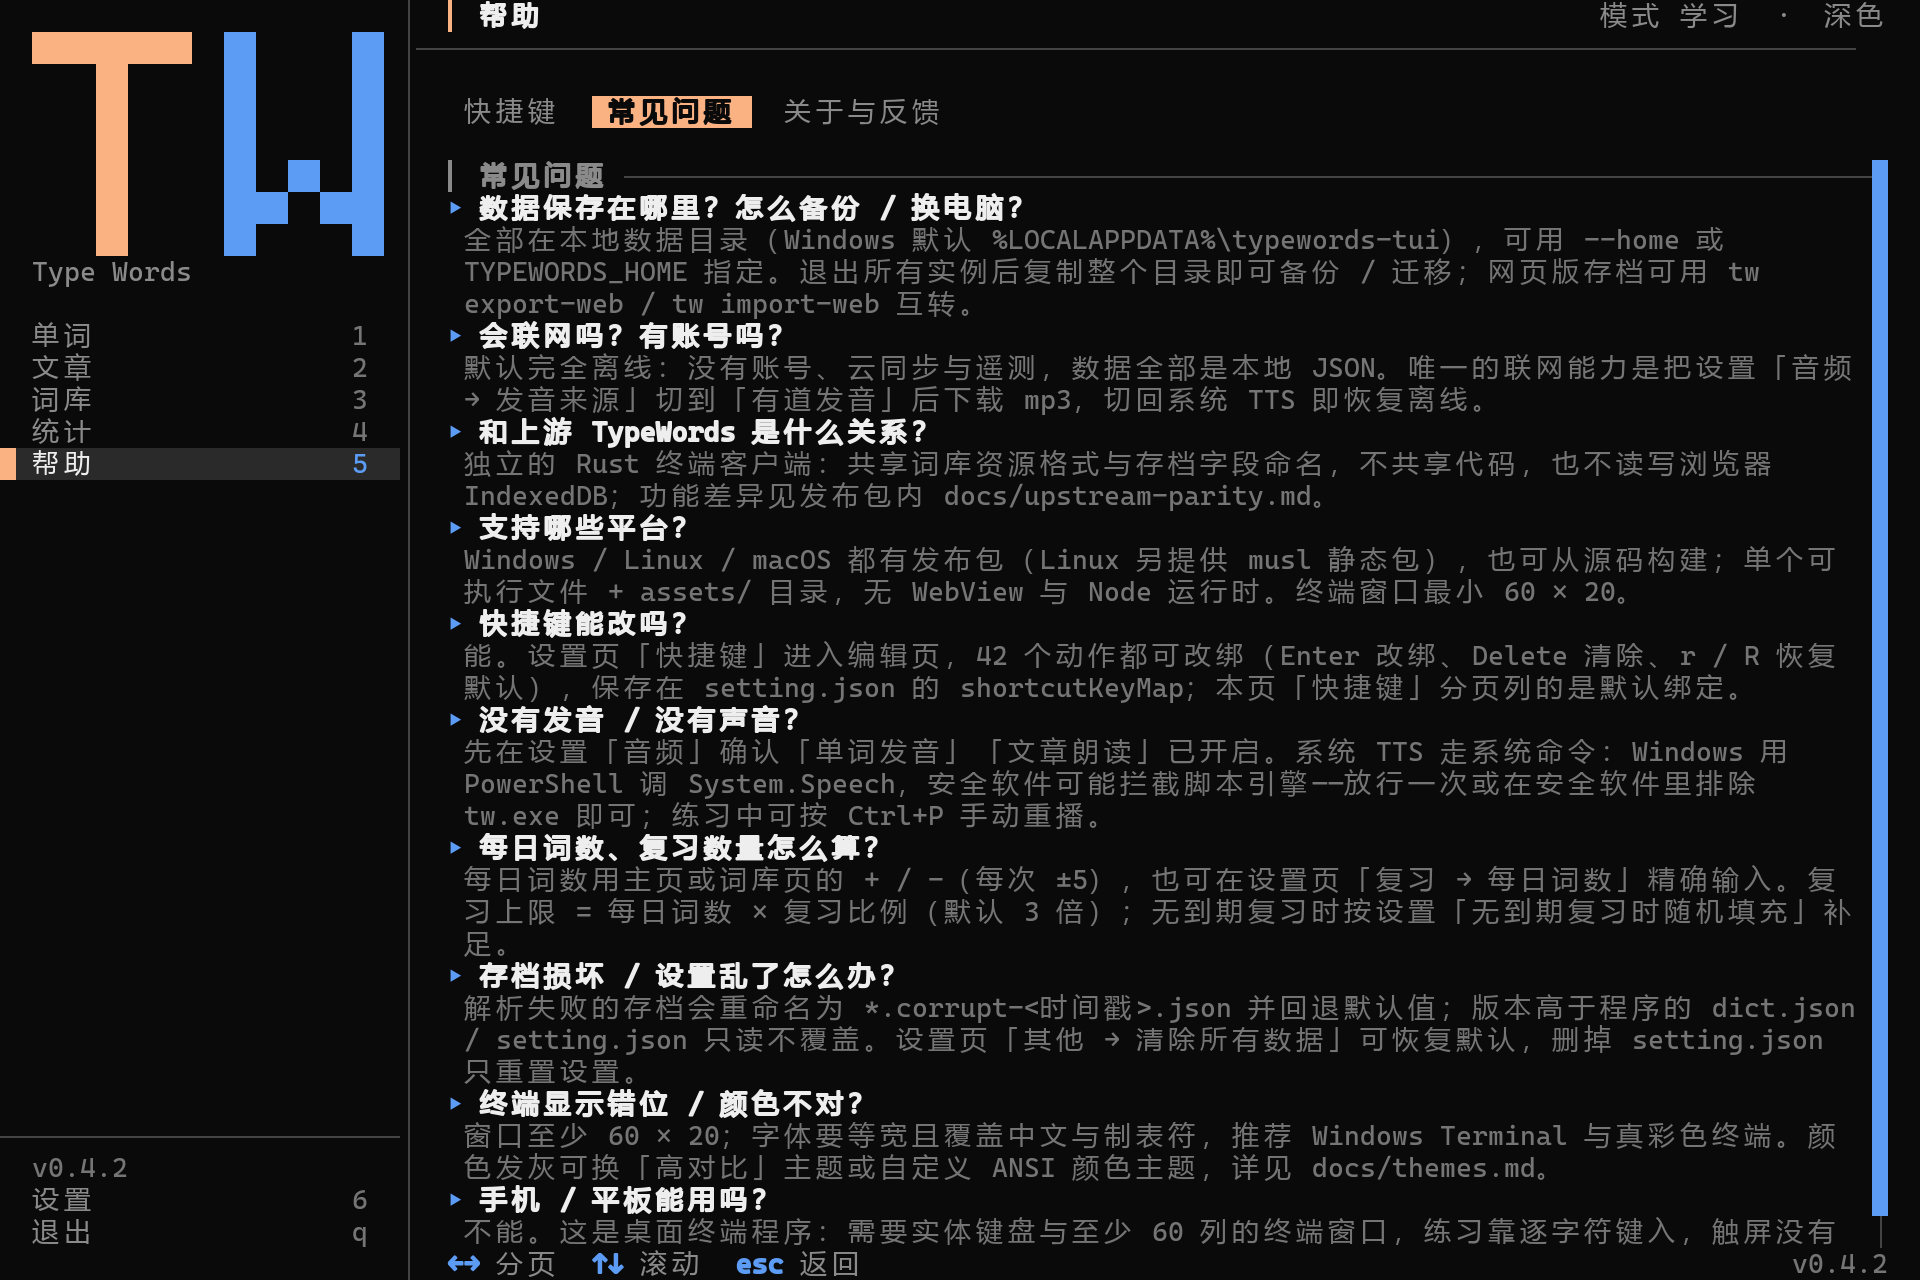 TW
Type Words
单词 1
文章 2
词库 3
统计 4
帮助 5
v0.4.2
设置 6
退出 q
帮助 模式 学习 · 深色
快捷键 常见问题 关于与反馈
常见问题
▸ 数据保存在哪里？怎么备份 / 换电脑？
全部在本地数据目录（Windows 默认 %LOCALAPPDATA%\typewords-tui），可用 --home 或
TYPEWORDS_HOME 指定。退出所有实例后复制整个目录即可备份 / 迁移；网页版存档可用 tw
export-web / tw import-web 互转。
▸ 会联网吗？有账号吗？
默认完全离线：没有账号、云同步与遥测，数据全部是本地 JSON。唯一的联网能力是把设置「音频
→ 发音来源」切到「有道发音」后下载 mp3，切回系统 TTS 即恢复离线。
▸ 和上游 TypeWords 是什么关系？
独立的 Rust 终端客户端：共享词库资源格式与存档字段命名，不共享代码，也不读写浏览器
IndexedDB；功能差异见发布包内 docs/upstream-parity.md。
▸ 支持哪些平台？
Windows / Linux / macOS 都有发布包（Linux 另提供 musl 静态包），也可从源码构建；单个可
执行文件 + assets/ 目录，无 WebView 与 Node 运行时。终端窗口最小 60 × 20。
▸ 快捷键能改吗？
能。设置页「快捷键」进入编辑页，42 个动作都可改绑（Enter 改绑、Delete 清除、r / R 恢复
默认），保存在 setting.json 的 shortcutKeyMap；本页「快捷键」分页列的是默认绑定。
▸ 没有发音 / 没有声音？
先在设置「音频」确认「单词发音」「文章朗读」已开启。系统 TTS 走系统命令：Windows 用
PowerShell 调 System.Speech，安全软件可能拦截脚本引擎——放行一次或在安全软件里排除
tw.exe 即可；练习中可按 Ctrl+P 手动重播。
▸ 每日词数、复习数量怎么算？
每日词数用主页或词库页的 + / -（每次 ±5），也可在设置页「复习 → 每日词数」精确输入。复
习上限 = 每日词数 × 复习比例（默认 3 倍）；无到期复习时按设置「无到期复习时随机填充」补
足。
▸ 存档损坏 / 设置乱了怎么办？
解析失败的存档会重命名为 *.corrupt-<时间戳>.json 并回退默认值；版本高于程序的 dict.json
/ setting.json 只读不覆盖。设置页「其他 → 清除所有数据」可恢复默认，删掉 setting.json
只重置设置。
▸ 终端显示错位 / 颜色不对？
窗口至少 60 × 20；字体要等宽且覆盖中文与制表符，推荐 Windows Terminal 与真彩色终端。颜
色发灰可换「高对比」主题或自定义 ANSI 颜色主题，详见 docs/themes.md。
▸ 手机 / 平板能用吗？
不能。这是桌面终端程序：需要实体键盘与至少 60 列的终端窗口，练习靠逐字符键入，触屏没有
←→ 分页 ↑↓ 滚动 esc 返回 v0.4.2